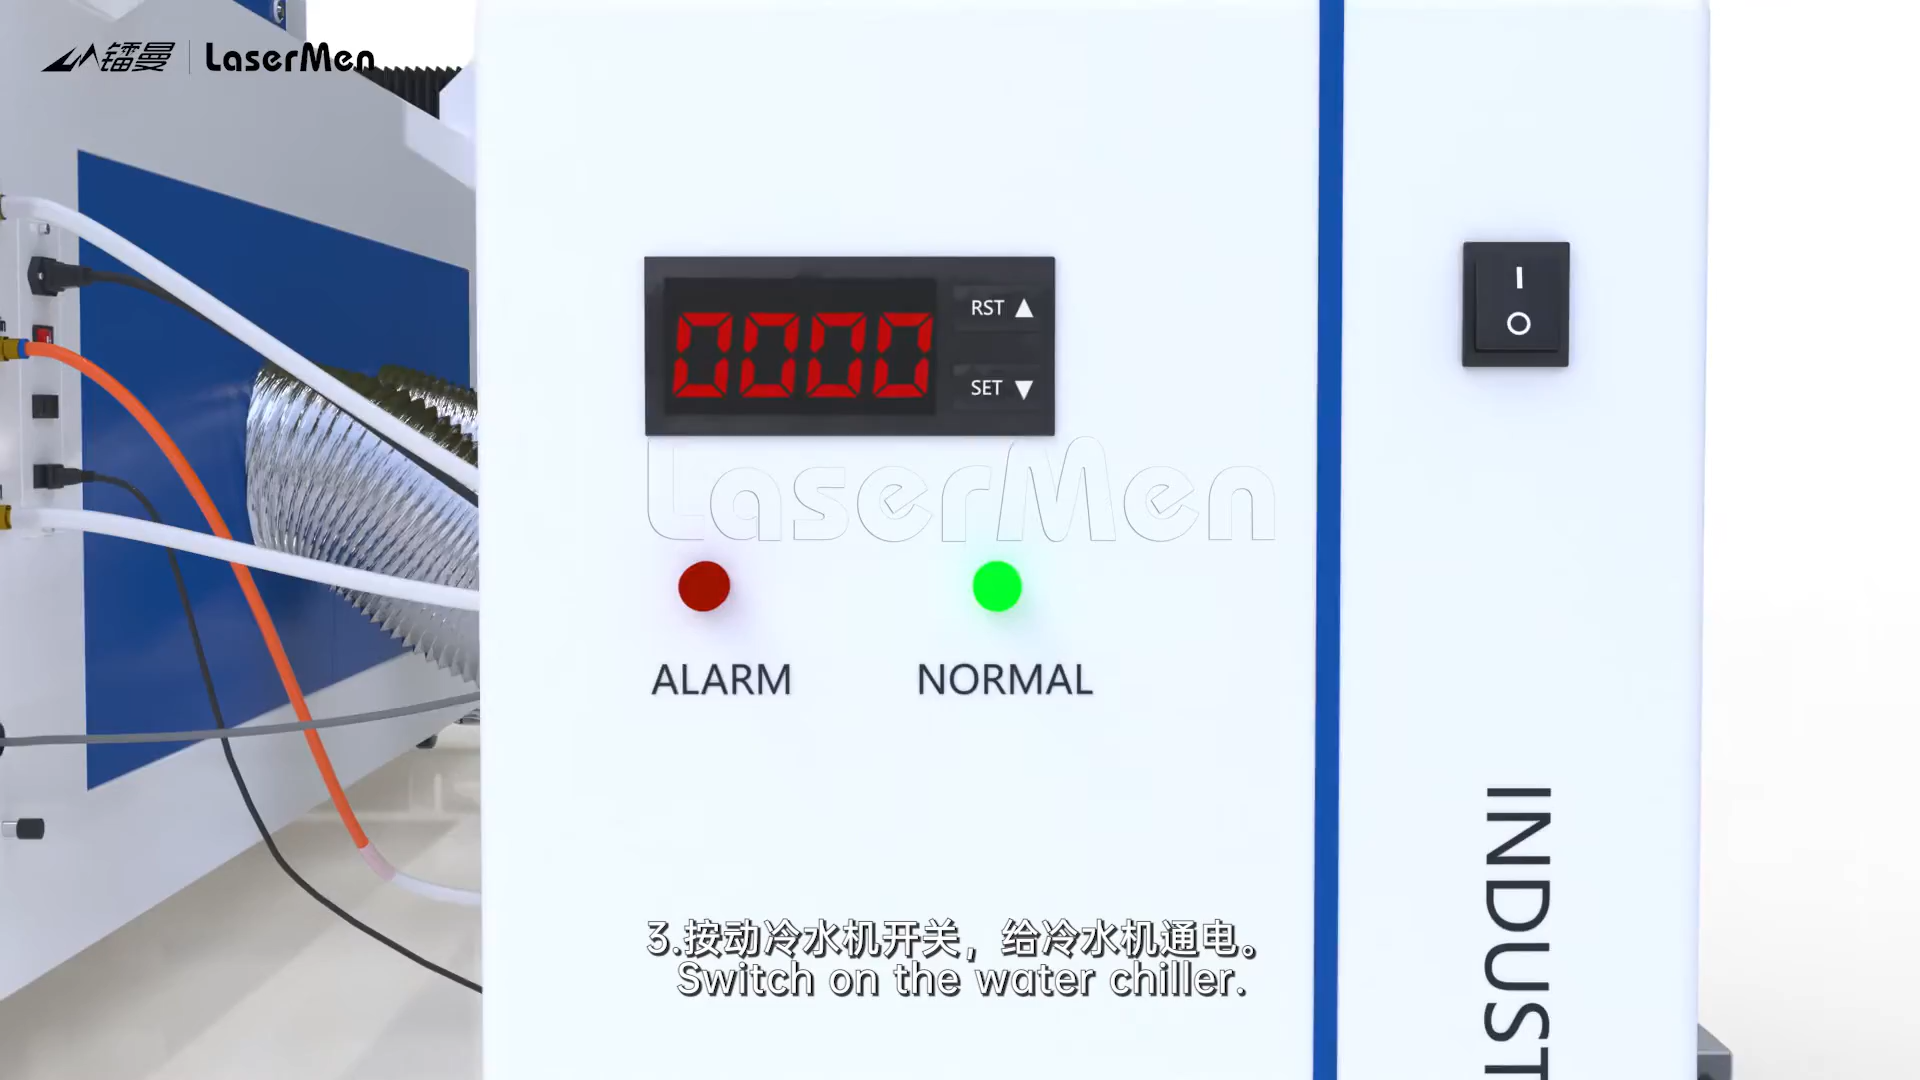 镭曼 LaserMen
0000
RST ▲
SET ▼
LaserMen
ALARM NORMAL
INDUST
3.按动冷水机开关，给冷水机通电。
Switch on the water chiller.